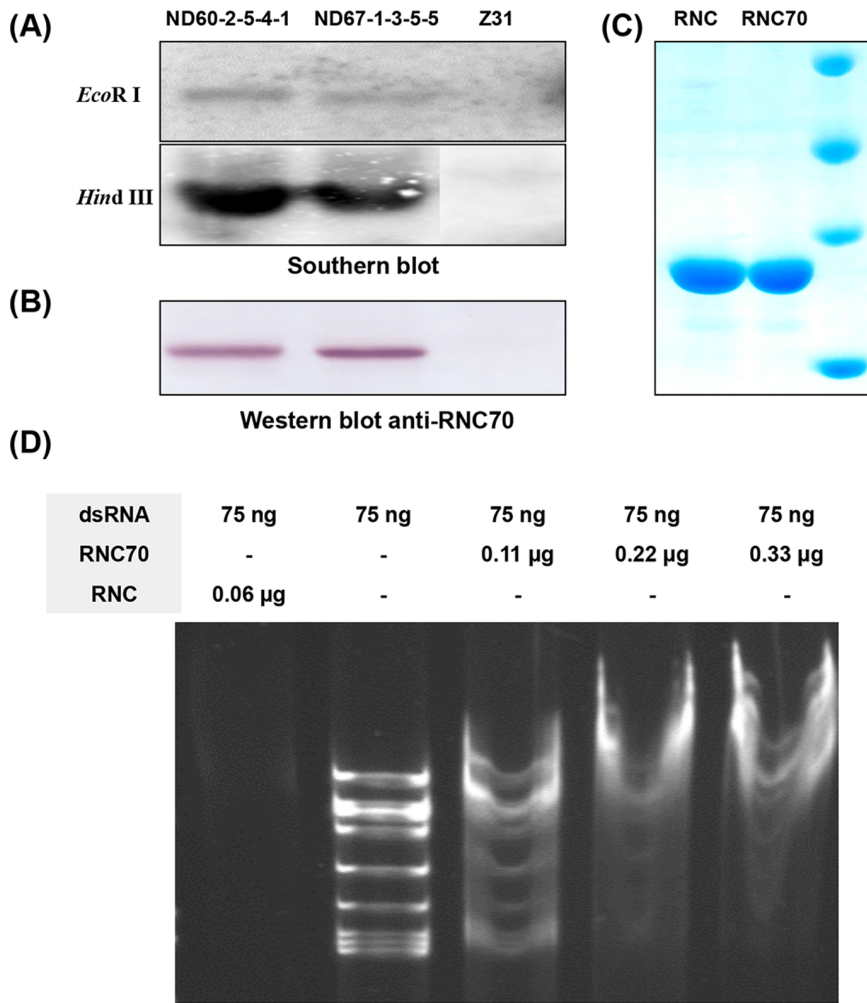 (A)
ND60-2-5-4-1 ND67-1-3-5-5 Z31
EcoR I
Hind III
Southern blot
(B)
Western blot anti-RNC70
(C)
RNC RNC70
(D)
dsRNA 75 ng 75 ng 75 ng 75 ng 75 ng
RNC70 - - 0.11 µg 0.22 µg 0.33 µg
RNC 0.06 µg - - - -